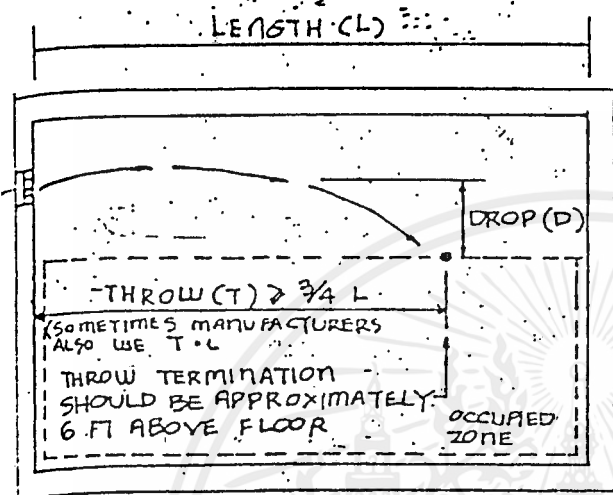 LENGTH (L)
DROP (D)
THROW (T) ≥ 3/4 L
(SOMETIMES MANUFACTURERS
ALSO USE T = L
THROW TERMINATION
SHOULD BE APPROXIMATELY
6 FT ABOVE FLOOR
OCCUPIED
ZONE